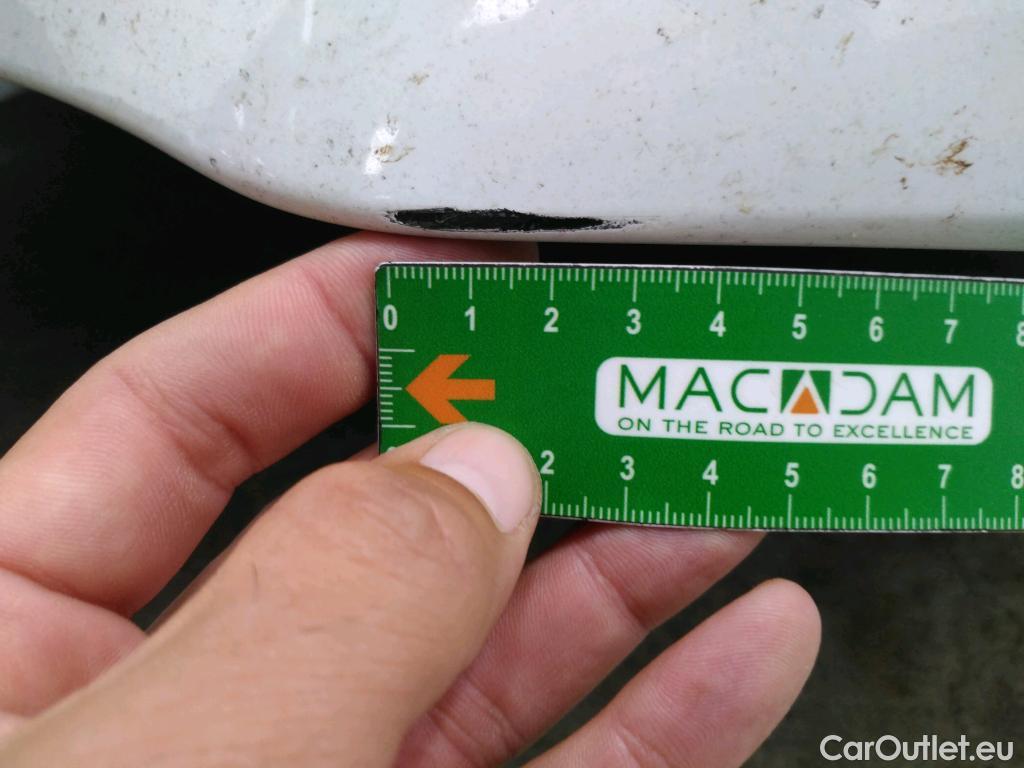 0 1 2 3 4 5 6 7 8
MACADAM
ON THE ROAD TO EXCELLENCE
2 3 4 5 6 7 8
CarOutlet.eu